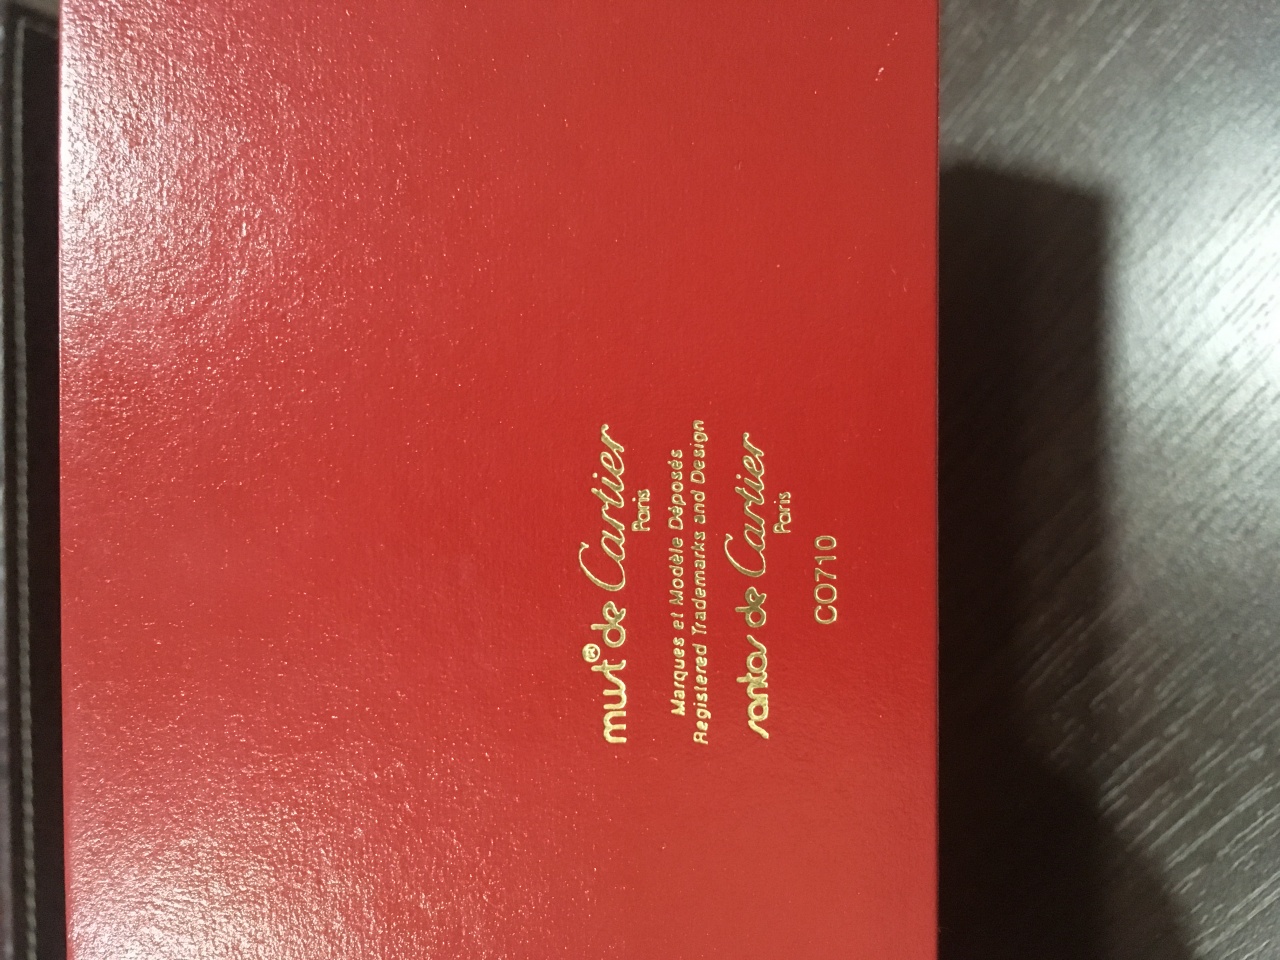 must® de Cartier
Paris
Marques et Modèle Déposés
Registered Trademarks and Design
santos de Cartier
Paris
CO710